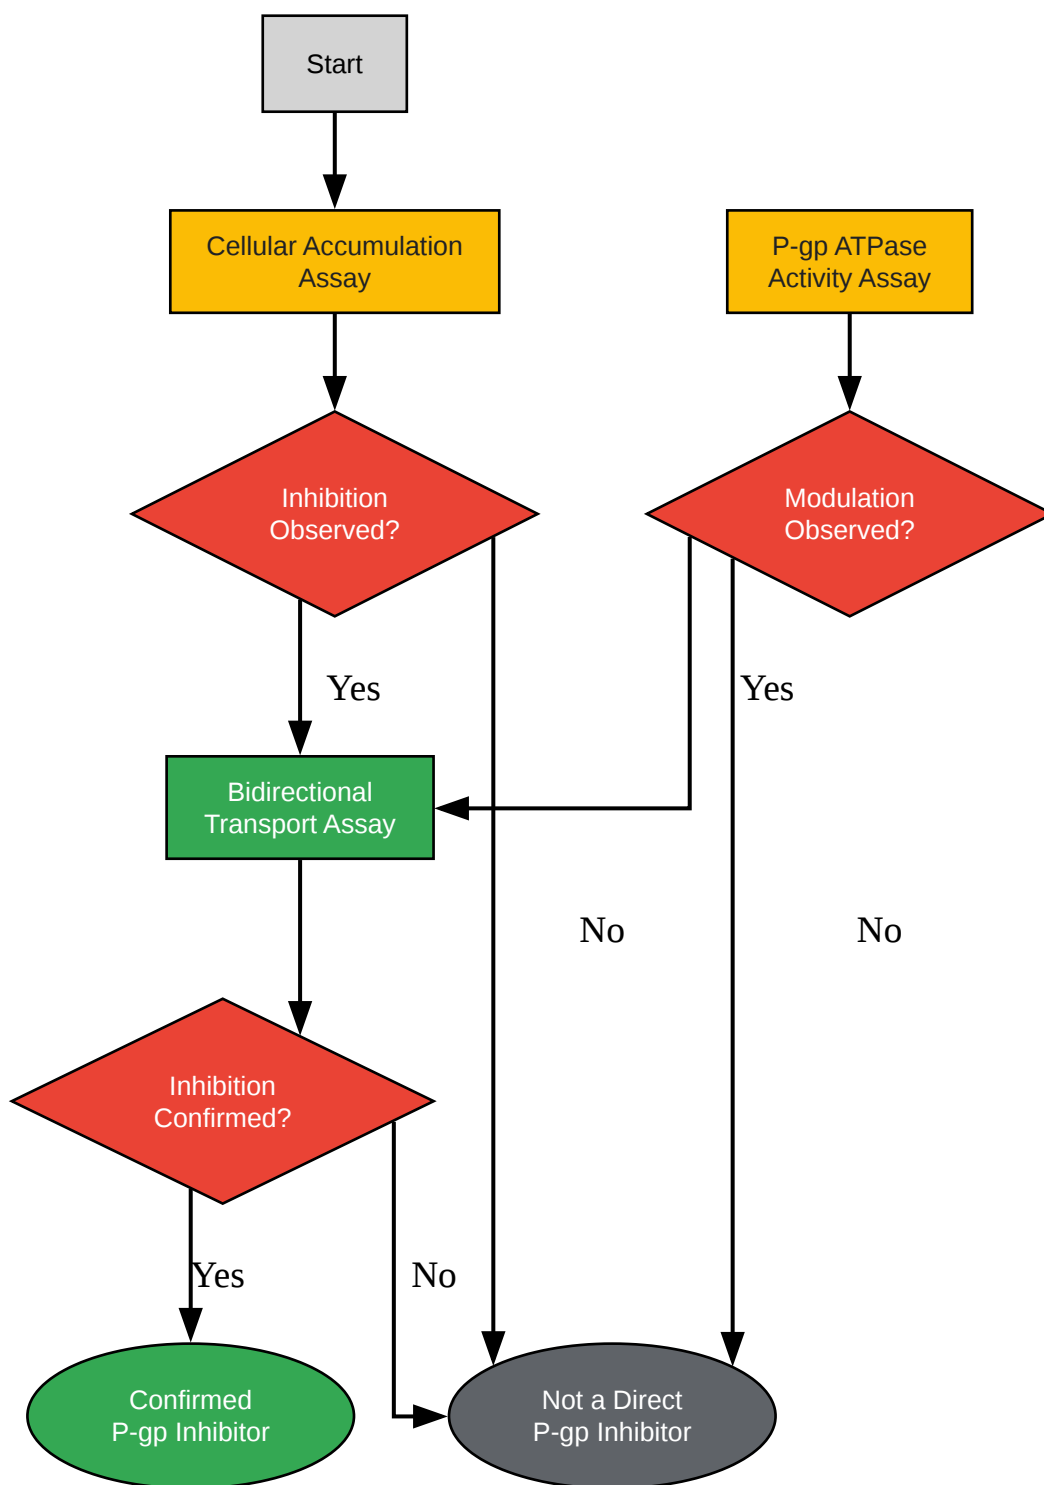 Start
Cellular Accumulation
Assay
P-gp ATPase
Activity Assay
Inhibition
Observed?
Modulation
Observed?
Yes
Yes
Bidirectional
Transport Assay
No
No
Inhibition
Confirmed?
Yes
No
Confirmed
P-gp Inhibitor
Not a Direct
P-gp Inhibitor